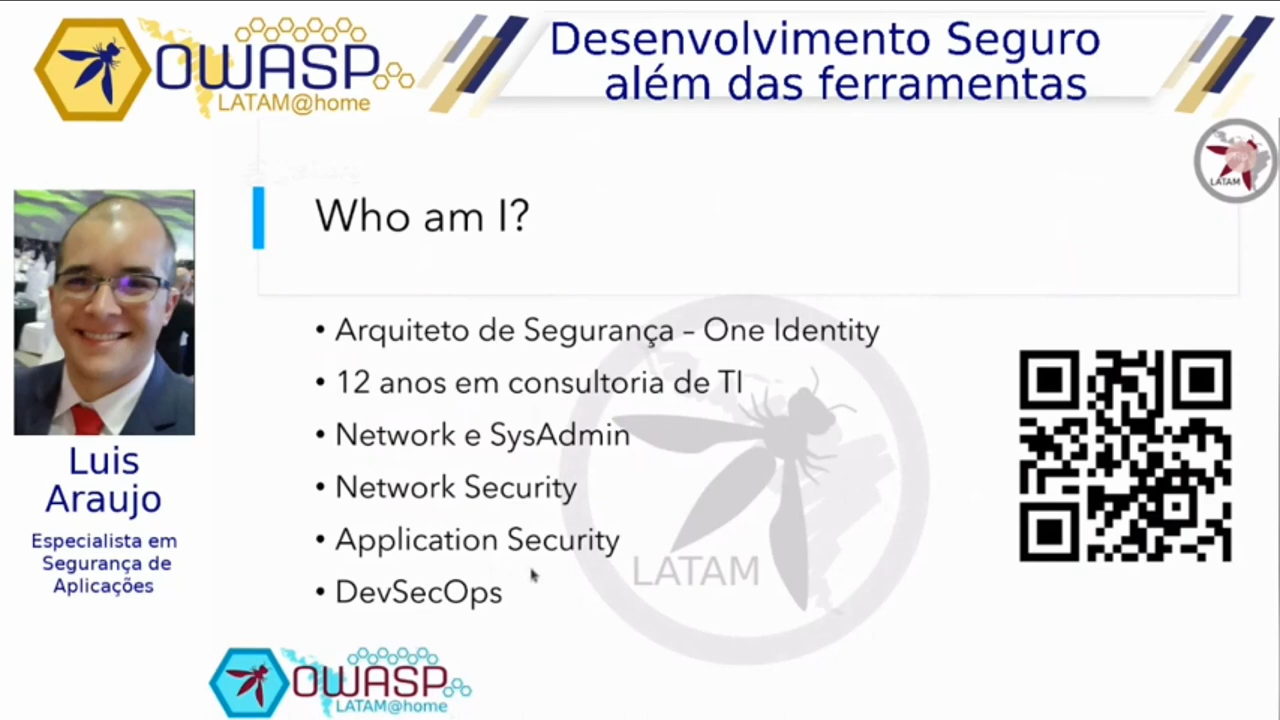 OWASP
LATAM@home
Desenvolvimento Seguro
além das ferramentas
LATAM
Who am I?
• Arquiteto de Segurança – One Identity
• 12 anos em consultoria de TI
• Network e SysAdmin
• Network Security
• Application Security
• DevSecOps
LATAM
Luis
Araujo
Especialista em
Segurança de
Aplicações
OWASP
LATAM@home